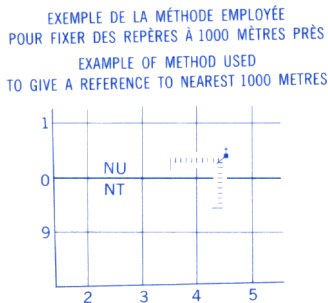 EXEMPLE DE LA MÉTHODE EMPLOYÉE
POUR FIXER DES REPÈRES À 1000 MÈTRES PRÈS
EXAMPLE OF METHOD USED
TO GIVE A REFERENCE TO NEAREST 1000 METRES
1
NU
0
NT
9
2 3 4 5